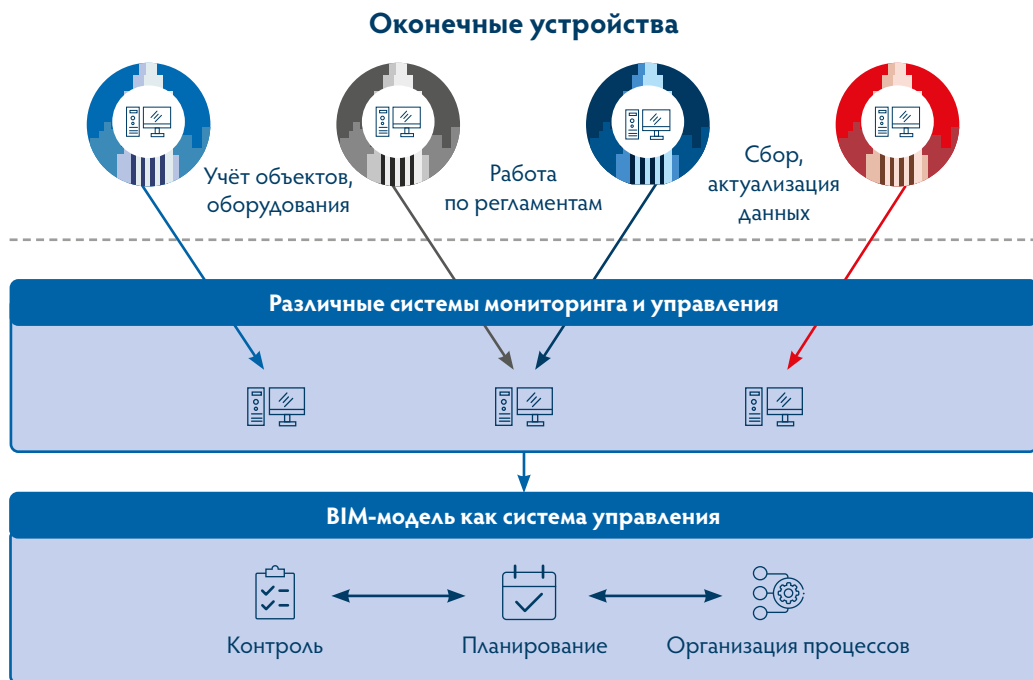 Оконечные устройства
Учёт объектов,
оборудования
Работа
по регламентам
Сбор,
актуализация
данных
Различные системы мониторинга и управления
BIM-модель как система управления
Контроль
Планирование
Организация процессов